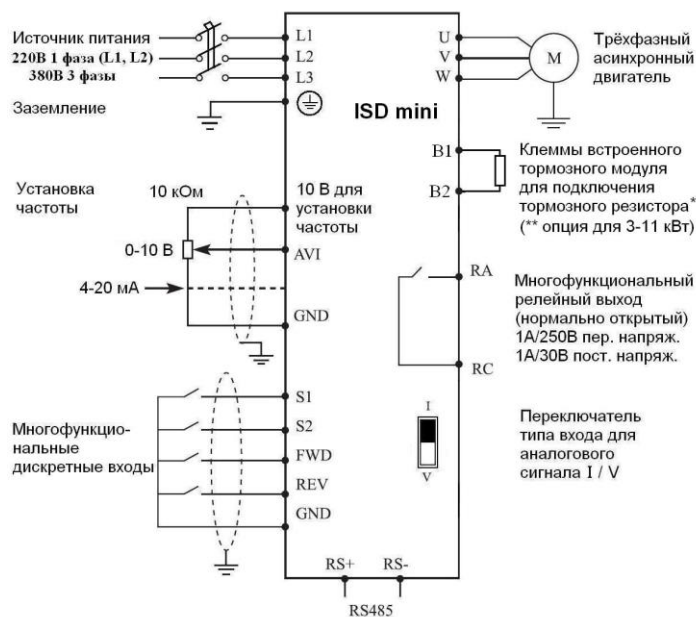 Источник питания
220В 1 фаза (L1, L2)
380В 3 фазы
Заземление
L1
L2
L3
ISD mini
U
V
W
M
Трёхфазный
асинхронный
двигатель
B1
B2
Клеммы встроенного
тормозного модуля
для подключения
тормозного резистора*
(** опция для 3-11 кВт)
Установка
частоты
10 кОм
0-10 В
4-20 мА
10 В для
установки
частоты
AVI
GND
RA
RC
Многофункциональный
релейный выход
(нормально открытый)
1А/250В пер. напряж.
1А/30В пост. напряж.
Многофункцио-
нальные
дискретные входы
S1
S2
FWD
REV
GND
I
V
Переключатель
типа входа для
аналогового
сигнала I / V
RS+ RS-
RS485